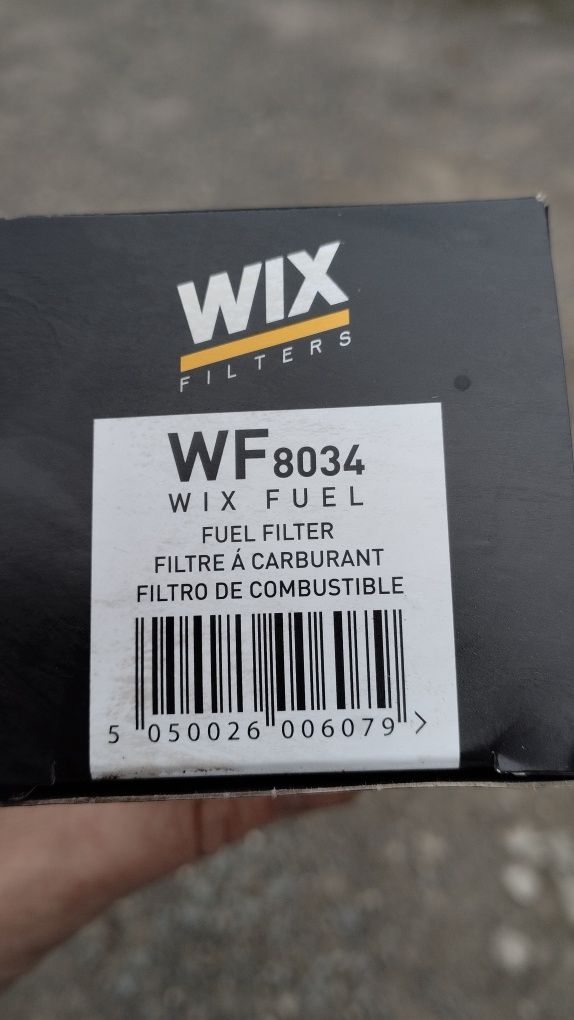 WIX
FILTERS
WF8034
WIX FUEL
FUEL FILTER
FILTRE Á CARBURANT
FILTRO DE COMBUSTIBLE
5 050026 006079 >